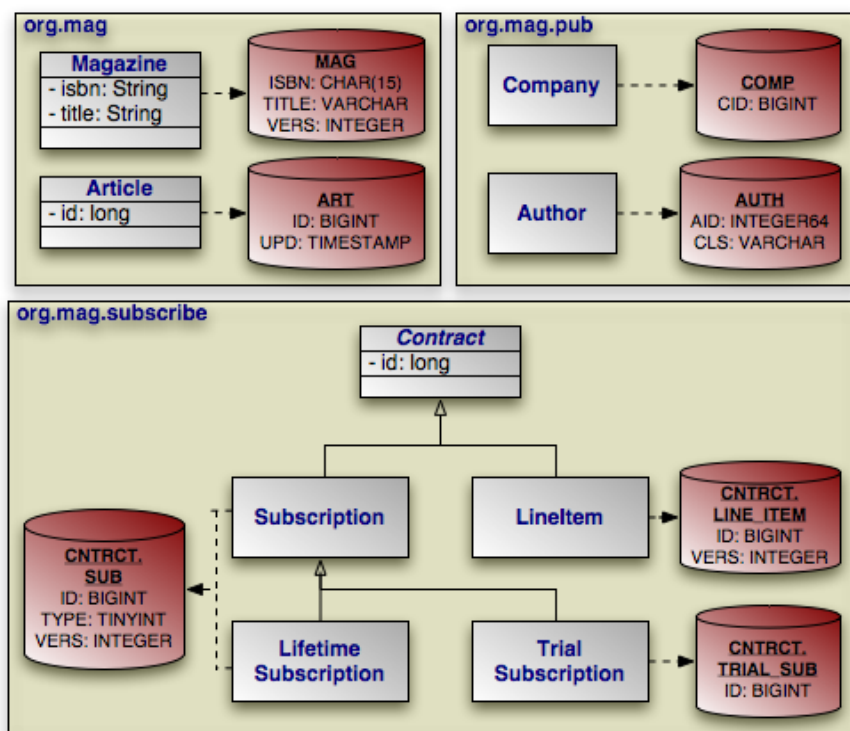 org.mag
Magazine
- isbn: String
- title: String
MAG
ISBN: CHAR(15)
TITLE: VARCHAR
VERS: INTEGER
Article
- id: long
ART
ID: BIGINT
UPD: TIMESTAMP
org.mag.pub
Company
COMP
CID: BIGINT
Author
AUTH
AID: INTEGER64
CLS: VARCHAR
org.mag.subscribe
Contract
- id: long
Subscription
LineItem
CNTRCT.
LINE_ITEM
ID: BIGINT
VERS: INTEGER
CNTRCT.
SUB
ID: BIGINT
TYPE: TINYINT
VERS: INTEGER
Lifetime
Subscription
Trial
Subscription
CNTRCT.
TRIAL_SUB
ID: BIGINT